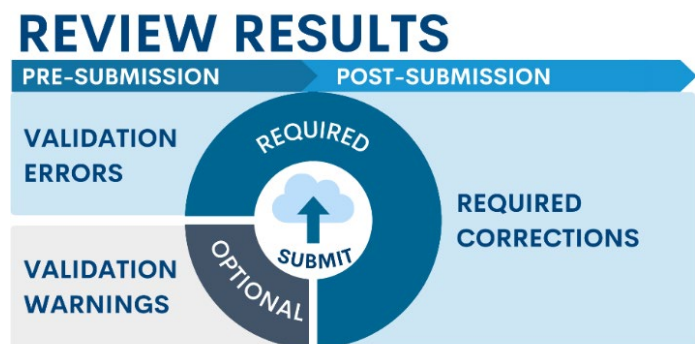 REVIEW RESULTS
PRE-SUBMISSION
POST-SUBMISSION
VALIDATION
ERRORS
REQUIRED
SUBMIT
OPTIONAL
VALIDATION
WARNINGS
REQUIRED
CORRECTIONS